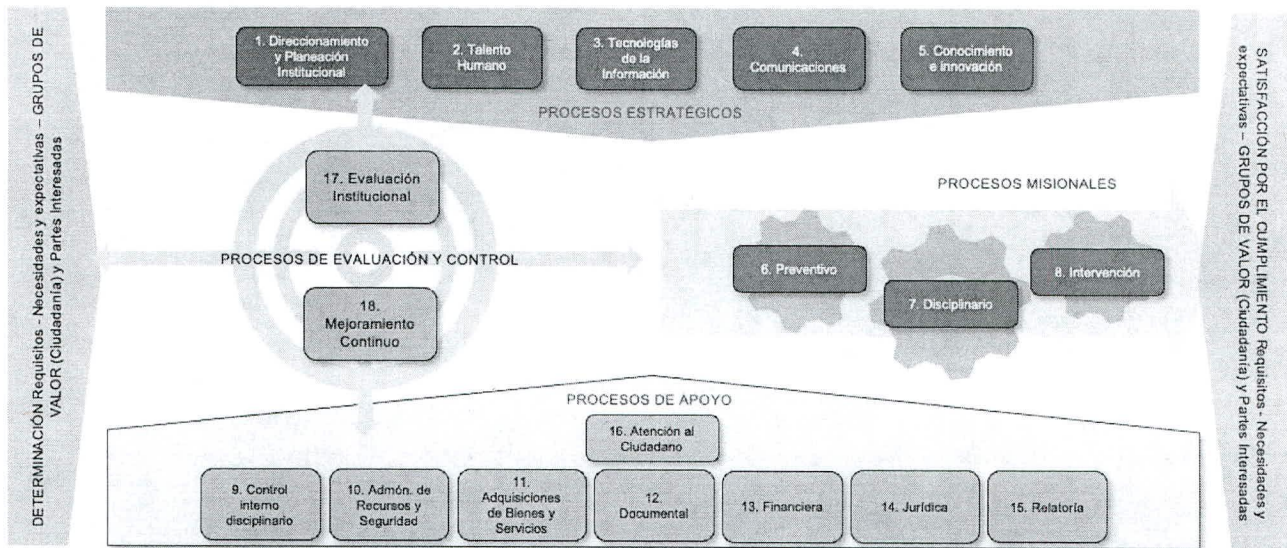 DETERMINACIÓN Requisitos - Necesidades y expectativas – GRUPOS DE
VALOR (Ciudadanía) y Partes Interesadas
1. Direccionamiento
y Planeación
Institucional
2. Talento
Humano
3. Tecnologías
de la
Información
4.
Comunicaciones
5. Conocimiento
e Innovación
PROCESOS ESTRATÉGICOS
17. Evaluación
Institucional
PROCESOS DE EVALUACIÓN Y CONTROL
18.
Mejoramiento
Continuo
PROCESOS MISIONALES
6. Preventivo
7. Disciplinario
8. Intervención
PROCESOS DE APOYO
16. Atención al
Ciudadano
9. Control
interno
disciplinario
10. Admón. de
Recursos y
Seguridad
11.
Adquisiciones
de Bienes y
Servicios
12.
Documental
13. Financiera
14. Jurídica
15. Relatoría
SATISFACCIÓN POR EL CUMPLIMIENTO Requisitos - Necesidades y
expectativas – GRUPOS DE VALOR (Ciudadanía) y Partes Interesadas